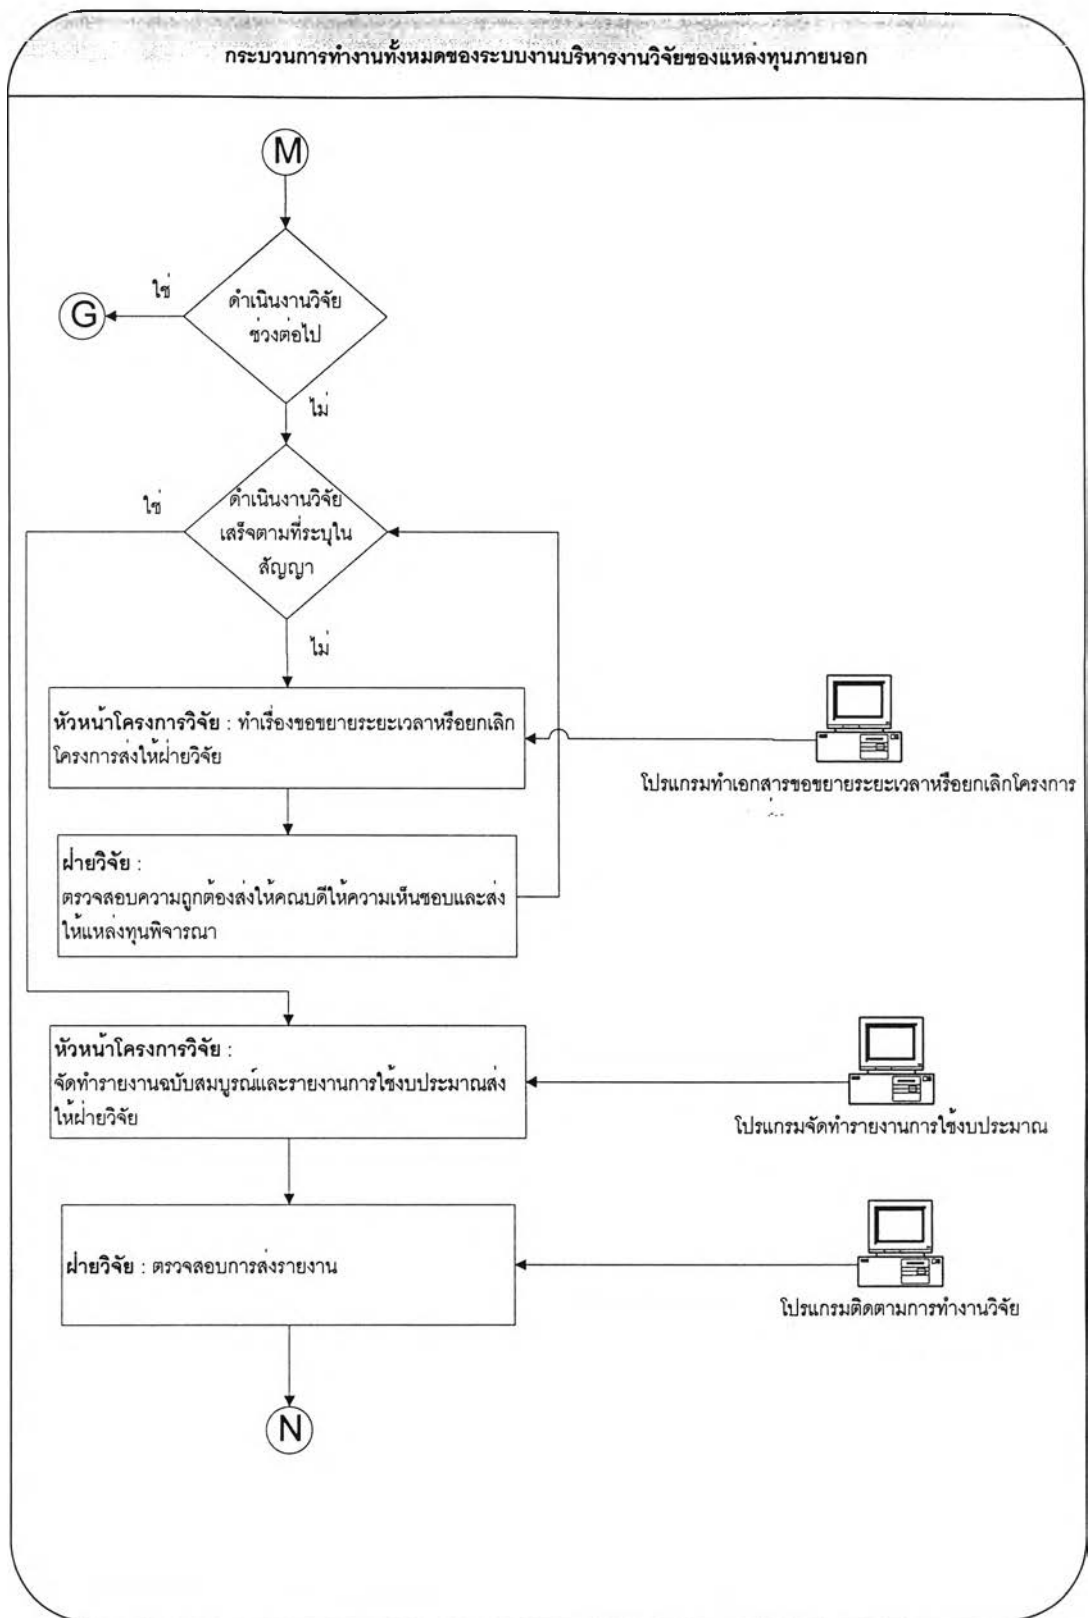 กระบวนการทำงานทั้งหมดของระบบงานบริหารงานวิจัยของแหล่งทุนภายนอก
M
ดำเนินงานวิจัย
ช่วงต่อไป
ใช่
G
ไม่
ดำเนินงานวิจัย
เสร็จตามที่ระบุใน
สัญญา
ใช่
ไม่
หัวหน้าโครงการวิจัย : ทำเรื่องขอขยายระยะเวลาหรือยกเลิก
โครงการส่งให้ฝ่ายวิจัย
โปรแกรมทำเอกสารขอขยายระยะเวลาหรือยกเลิกโครงการ
ฝ่ายวิจัย :
ตรวจสอบความถูกต้องส่งให้คณบดีให้ความเห็นชอบและส่ง
ให้แหล่งทุนพิจารณา
หัวหน้าโครงการวิจัย :
จัดทำรายงานฉบับสมบูรณ์และรายงานการใช้งบประมาณส่ง
ให้ฝ่ายวิจัย
โปรแกรมจัดทำรายงานการใช้งบประมาณ
ฝ่ายวิจัย : ตรวจสอบการส่งรายงาน
โปรแกรมติดตามการทำงานวิจัย
N